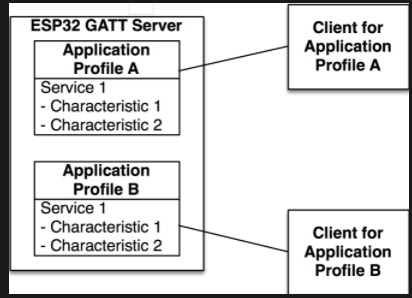 ESP32 GATT Server
Application
Profile A
Service 1
- Characteristic 1
- Characteristic 2
Application
Profile B
Service 1
- Characteristic 1
- Characteristic 2
Client for
Application
Profile A
Client for
Application
Profile B